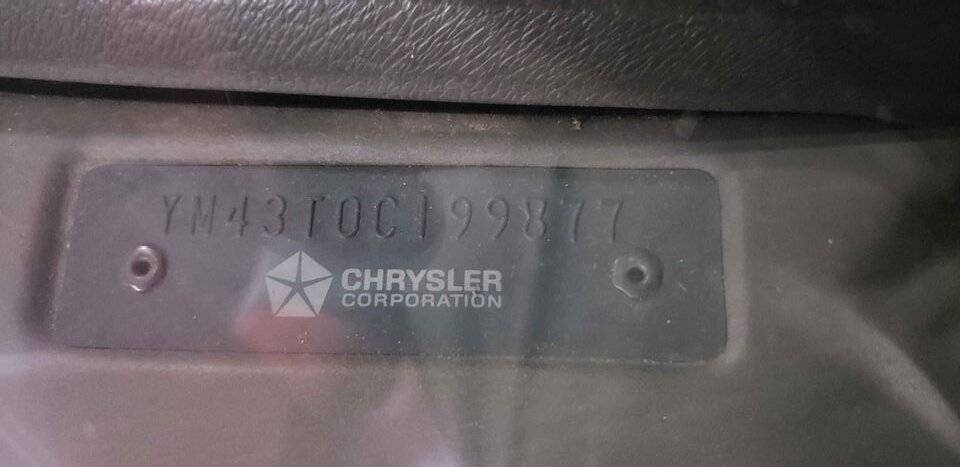 YM43T0C199877
CHRYSLER
CORPORATION